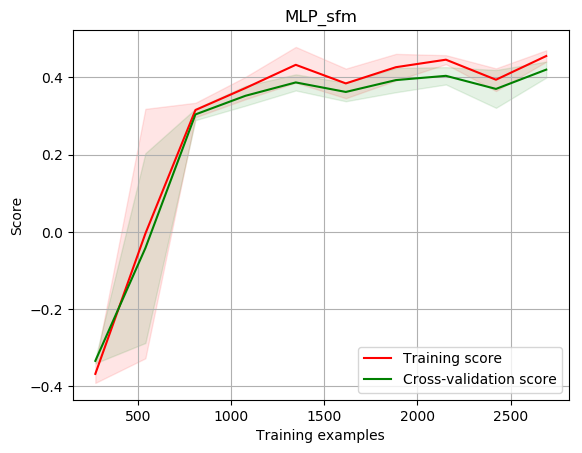 MLP_sfm
Score
0.4
0.2
0.0
−0.2
−0.4
Training score
Cross-validation score
500 1000 1500 2000 2500
Training examples